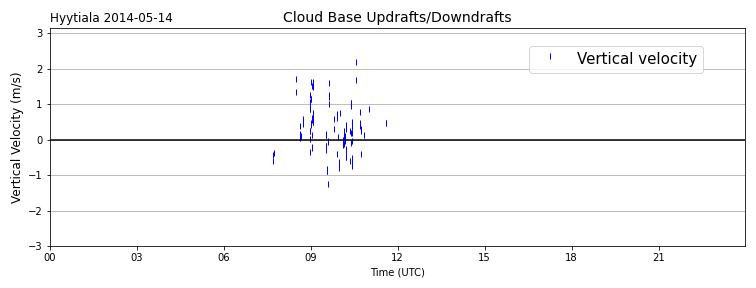 Hyytiala 2014-05-14
Cloud Base Updrafts/Downdrafts
Vertical velocity
Vertical Velocity (m/s)
3
2
1
0
−1
−2
−3
00 03 06 09 12 15 18 21
Time (UTC)